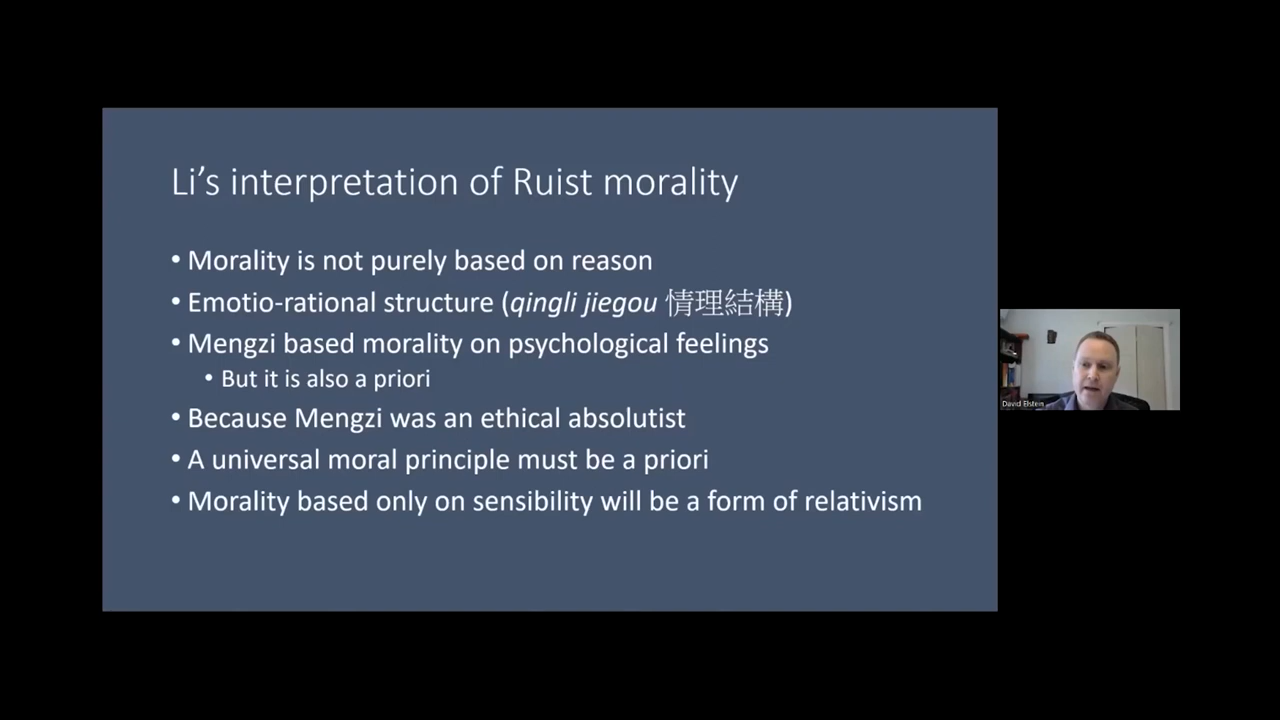 Li's interpretation of Ruist morality
• Morality is not purely based on reason
• Emotio-rational structure (qingli jiegou 情理結構)
• Mengzi based morality on psychological feelings
• But it is also a priori
• Because Mengzi was an ethical absolutist
• A universal moral principle must be a priori
• Morality based only on sensibility will be a form of relativism
David Elstein